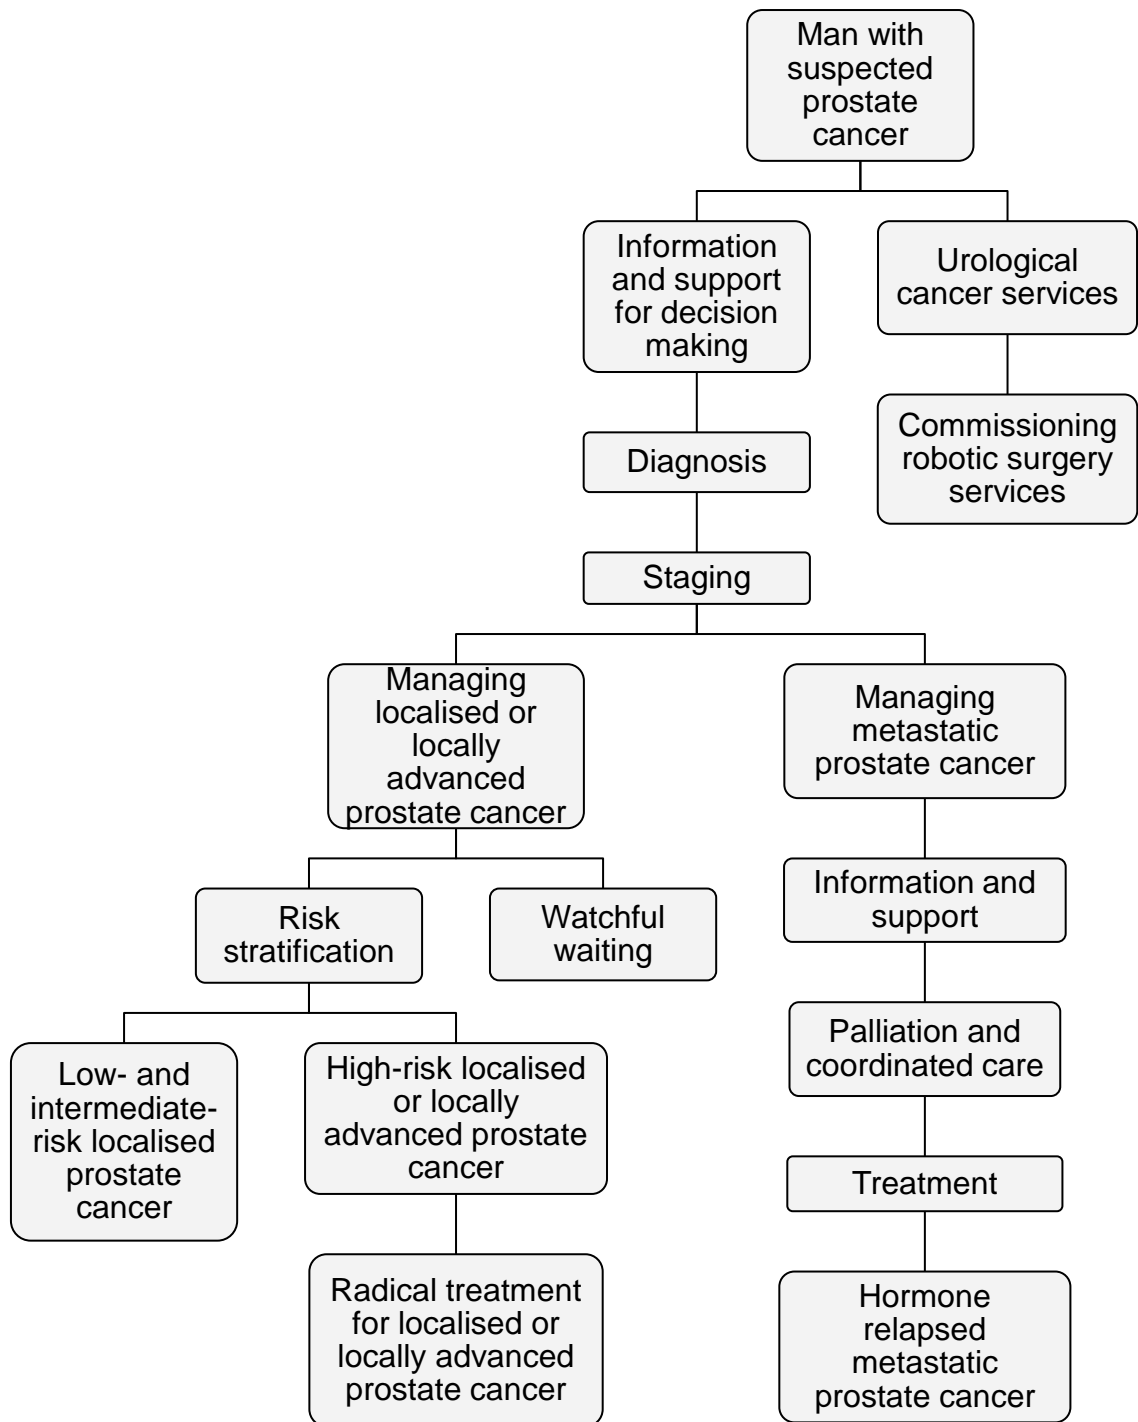 Man with
suspected
prostate
cancer
Information
and support
for decision
making
Urological
cancer services
Diagnosis
Commissioning
robotic surgery
services
Staging
Managing
localised or
locally
advanced
prostate cancer
Managing
metastatic
prostate cancer
Risk
stratification
Watchful
waiting
Information and
support
Low- and
intermediate-
risk localised
prostate
cancer
High-risk localised
or locally
advanced prostate
cancer
Palliation and
coordinated care
Treatment
Radical treatment
for localised or
locally advanced
prostate cancer
Hormone
relapsed
metastatic
prostate cancer